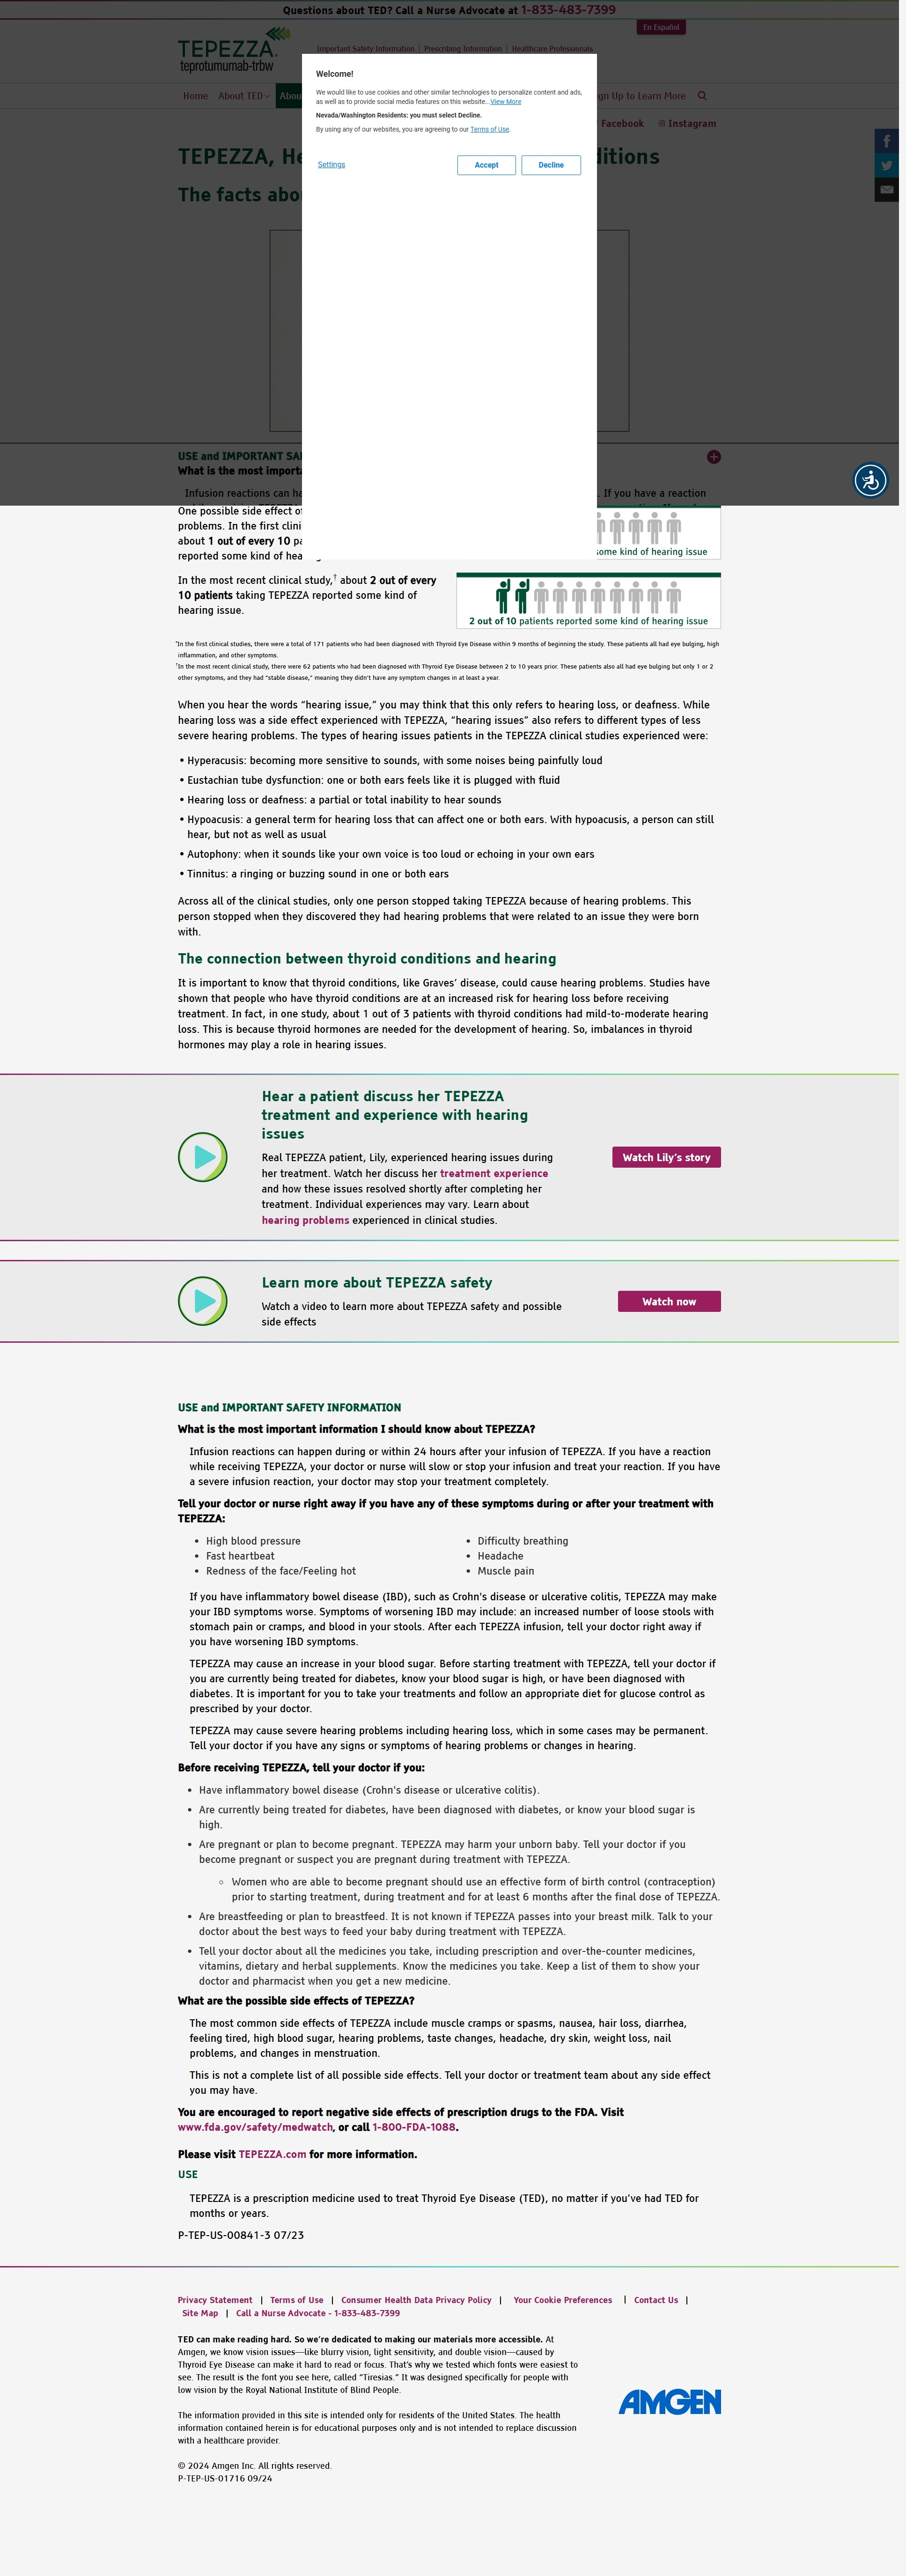 Questions about TED? Call a Nurse Advocate at 1-833-483-7399
En Español
TEPEZZA
teprotumumab-trbw
Important Safety Information | Prescribing Information | Healthcare Professionals
Home About TED Abou
gn Up to Learn More
Facebook Instagram
TEPEZZA, He
ditions
The facts abou
Welcome!
We would like to use cookies and other similar technologies to personalize content and ads,
as well as to provide social media features on this website...View More
Nevada/Washington Residents: you must select Decline.
By using any of our websites, you are agreeing to our Terms of Use.
Settings
Accept
Decline
USE and IMPORTANT SA
What is the most importa
Infusion reactions can ha
. If you have a reaction
One possible side effect of
problems. In the first clini
about 1 out of every 10 pa
reported some kind of hea
some kind of hearing issue
In the most recent clinical study,† about 2 out of every
10 patients taking TEPEZZA reported some kind of
hearing issue.
2 out of 10 patients reported some kind of hearing issue
*In the first clinical studies, there were a total of 171 patients who had been diagnosed with Thyroid Eye Disease within 9 months of beginning the study. These patients all had eye bulging, high
inflammation, and other symptoms.
†In the most recent clinical study, there were 62 patients who had been diagnosed with Thyroid Eye Disease between 2 to 10 years prior. These patients also all had eye bulging but only 1 or 2
other symptoms, and they had “stable disease,” meaning they didn’t have any symptom changes in at least a year.
When you hear the words “hearing issue,” you may think that this only refers to hearing loss, or deafness. While
hearing loss was a side effect experienced with TEPEZZA, “hearing issues” also refers to different types of less
severe hearing problems. The types of hearing issues patients in the TEPEZZA clinical studies experienced were:
• Hyperacusis: becoming more sensitive to sounds, with some noises being painfully loud
• Eustachian tube dysfunction: one or both ears feels like it is plugged with fluid
• Hearing loss or deafness: a partial or total inability to hear sounds
• Hypoacusis: a general term for hearing loss that can affect one or both ears. With hypoacusis, a person can still
hear, but not as well as usual
• Autophony: when it sounds like your own voice is too loud or echoing in your own ears
• Tinnitus: a ringing or buzzing sound in one or both ears
Across all of the clinical studies, only one person stopped taking TEPEZZA because of hearing problems. This
person stopped when they discovered they had hearing problems that were related to an issue they were born
with.
The connection between thyroid conditions and hearing
It is important to know that thyroid conditions, like Graves’ disease, could cause hearing problems. Studies have
shown that people who have thyroid conditions are at an increased risk for hearing loss before receiving
treatment. In fact, in one study, about 1 out of 3 patients with thyroid conditions had mild-to-moderate hearing
loss. This is because thyroid hormones are needed for the development of hearing. So, imbalances in thyroid
hormones may play a role in hearing issues.
Hear a patient discuss her TEPEZZA
treatment and experience with hearing
issues
Real TEPEZZA patient, Lily, experienced hearing issues during
her treatment. Watch her discuss her treatment experience
and how these issues resolved shortly after completing her
treatment. Individual experiences may vary. Learn about
hearing problems experienced in clinical studies.
Watch Lily’s story
Learn more about TEPEZZA safety
Watch a video to learn more about TEPEZZA safety and possible
side effects
Watch now
USE and IMPORTANT SAFETY INFORMATION
What is the most important information I should know about TEPEZZA?
Infusion reactions can happen during or within 24 hours after your infusion of TEPEZZA. If you have a reaction
while receiving TEPEZZA, your doctor or nurse will slow or stop your infusion and treat your reaction. If you have
a severe infusion reaction, your doctor may stop your treatment completely.
Tell your doctor or nurse right away if you have any of these symptoms during or after your treatment with
TEPEZZA:
• High blood pressure
• Fast heartbeat
• Redness of the face/Feeling hot
• Difficulty breathing
• Headache
• Muscle pain
If you have inflammatory bowel disease (IBD), such as Crohn's disease or ulcerative colitis, TEPEZZA may make
your IBD symptoms worse. Symptoms of worsening IBD may include: an increased number of loose stools with
stomach pain or cramps, and blood in your stools. After each TEPEZZA infusion, tell your doctor right away if
you have worsening IBD symptoms.
TEPEZZA may cause an increase in your blood sugar. Before starting treatment with TEPEZZA, tell your doctor if
you are currently being treated for diabetes, know your blood sugar is high, or have been diagnosed with
diabetes. It is important for you to take your treatments and follow an appropriate diet for glucose control as
prescribed by your doctor.
TEPEZZA may cause severe hearing problems including hearing loss, which in some cases may be permanent.
Tell your doctor if you have any signs or symptoms of hearing problems or changes in hearing.
Before receiving TEPEZZA, tell your doctor if you:
• Have inflammatory bowel disease (Crohn's disease or ulcerative colitis).
• Are currently being treated for diabetes, have been diagnosed with diabetes, or know your blood sugar is
high.
• Are pregnant or plan to become pregnant. TEPEZZA may harm your unborn baby. Tell your doctor if you
become pregnant or suspect you are pregnant during treatment with TEPEZZA.
○ Women who are able to become pregnant should use an effective form of birth control (contraception)
prior to starting treatment, during treatment and for at least 6 months after the final dose of TEPEZZA.
• Are breastfeeding or plan to breastfeed. It is not known if TEPEZZA passes into your breast milk. Talk to your
doctor about the best ways to feed your baby during treatment with TEPEZZA.
• Tell your doctor about all the medicines you take, including prescription and over-the-counter medicines,
vitamins, dietary and herbal supplements. Know the medicines you take. Keep a list of them to show your
doctor and pharmacist when you get a new medicine.
What are the possible side effects of TEPEZZA?
The most common side effects of TEPEZZA include muscle cramps or spasms, nausea, hair loss, diarrhea,
feeling tired, high blood sugar, hearing problems, taste changes, headache, dry skin, weight loss, nail
problems, and changes in menstruation.
This is not a complete list of all possible side effects. Tell your doctor or treatment team about any side effect
you may have.
You are encouraged to report negative side effects of prescription drugs to the FDA. Visit
www.fda.gov/safety/medwatch, or call 1-800-FDA-1088.
Please visit TEPEZZA.com for more information.
USE
TEPEZZA is a prescription medicine used to treat Thyroid Eye Disease (TED), no matter if you’ve had TED for
months or years.
P-TEP-US-00841-3 07/23
Privacy Statement | Terms of Use | Consumer Health Data Privacy Policy | Your Cookie Preferences | Contact Us |
Site Map | Call a Nurse Advocate - 1-833-483-7399
TED can make reading hard. So we’re dedicated to making our materials more accessible. At
Amgen, we know vision issues—like blurry vision, light sensitivity, and double vision—caused by
Thyroid Eye Disease can make it hard to read or focus. That’s why we tested which fonts were easiest to
see. The result is the font you see here, called “Tiresias.” It was designed specifically for people with
low vision by the Royal National Institute of Blind People.
AMGEN
The information provided in this site is intended only for residents of the United States. The health
information contained herein is for educational purposes only and is not intended to replace discussion
with a healthcare provider.
© 2024 Amgen Inc. All rights reserved.
P-TEP-US-01716 09/24